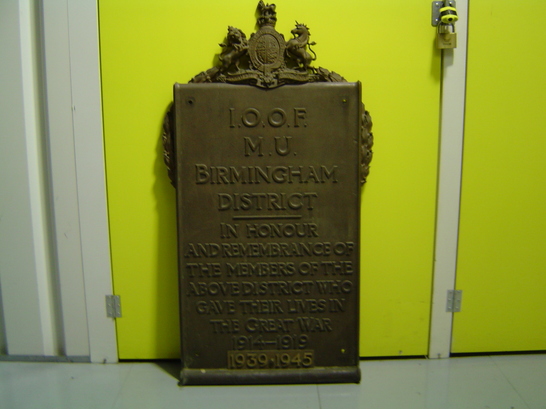 I.O.O.F.
M.U.
BIRMINGHAM
DISTRICT
IN HONOUR
AND REMEMBRANCE OF
THE MEMBERS OF THE
ABOVE DISTRICT WHO
GAVE THEIR LIVES IN
THE GREAT WAR
1914–1919
1939·1945